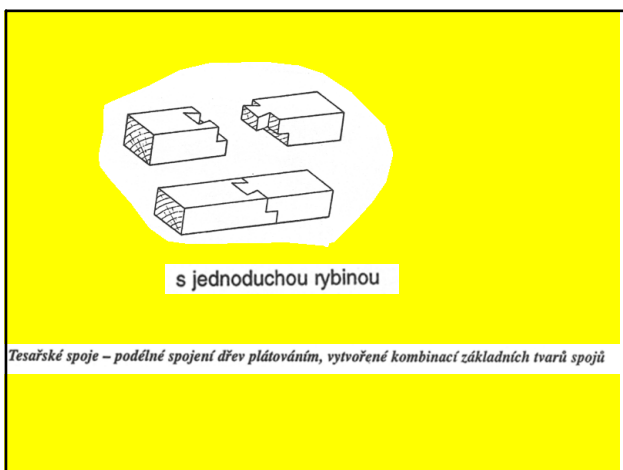 s jednoduchou rybinou
Tesařské spoje – podélné spojení dřev plátováním, vytvořené kombinací základních tvarů spojů